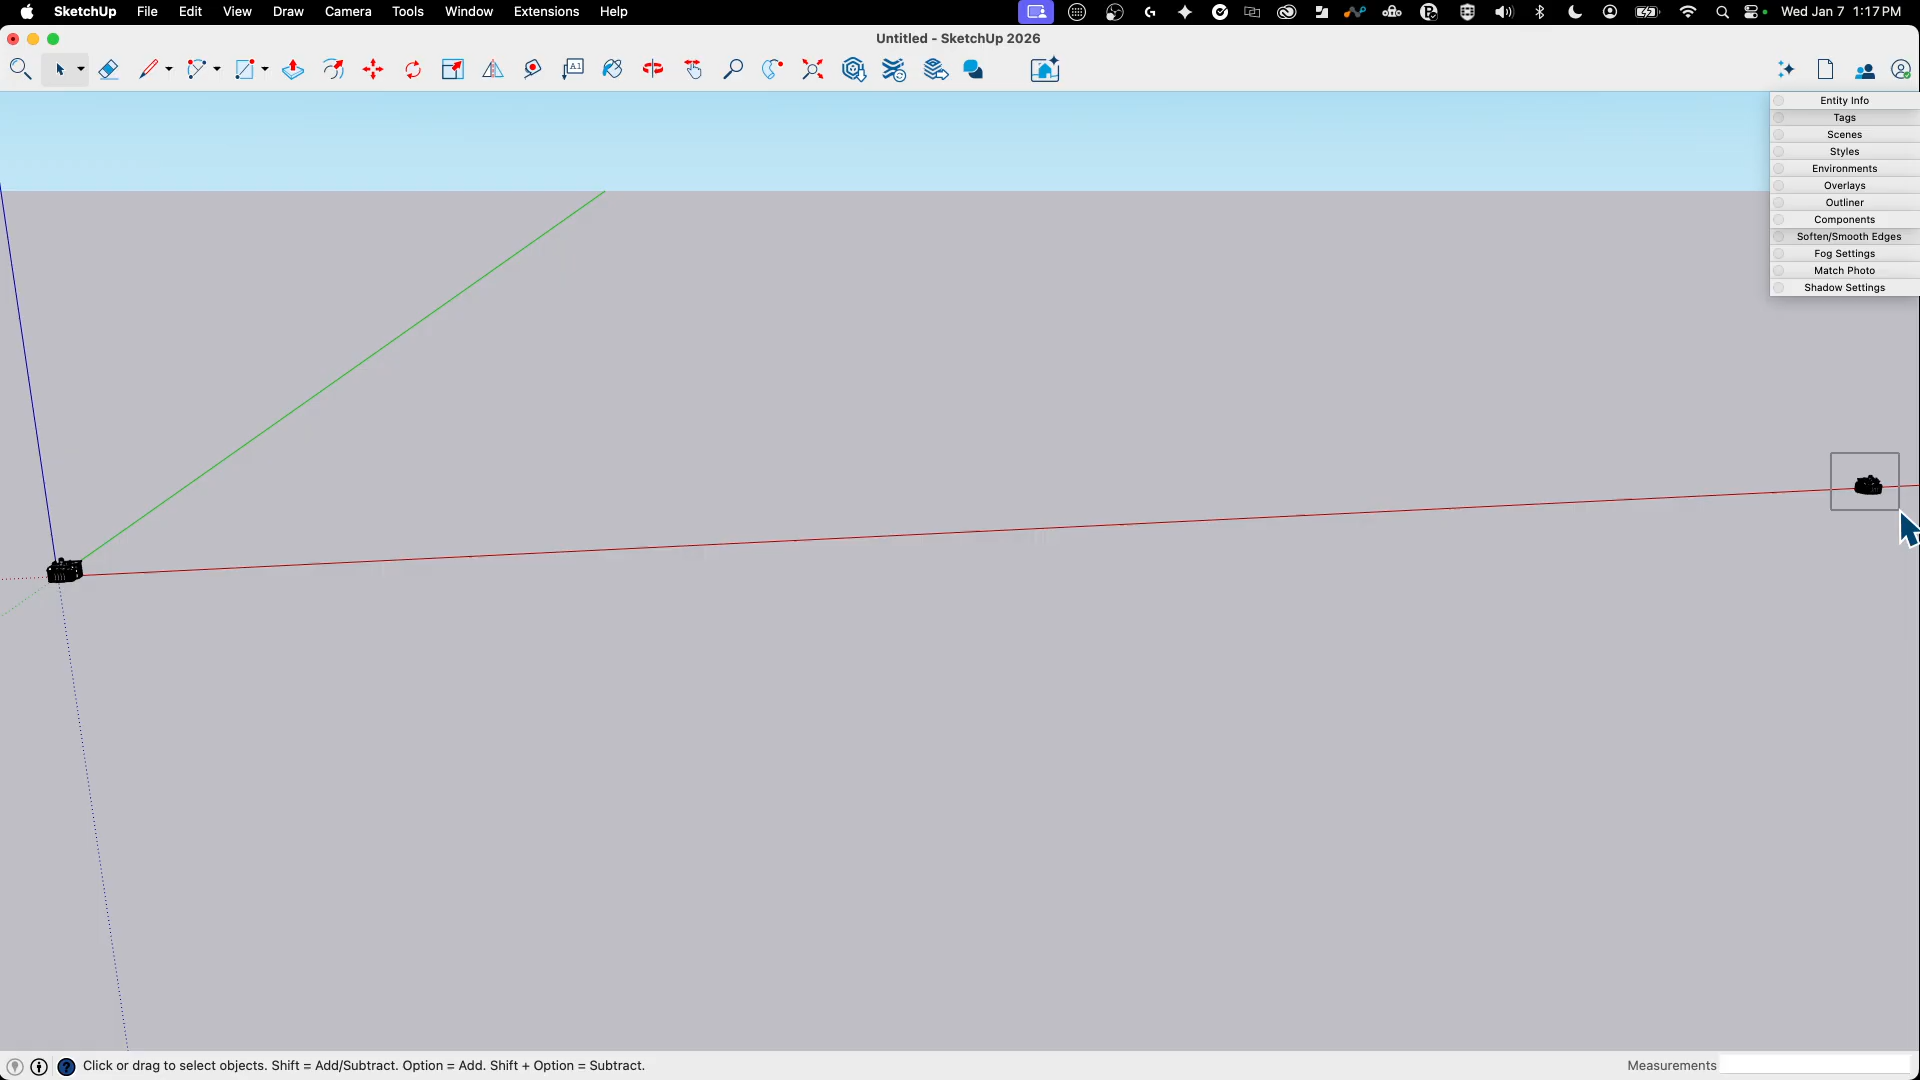 SketchUp File Edit View Draw Camera Tools Window Extensions Help Wed Jan 7 1:17 PM
Untitled - SketchUp 2026
A1
Entity Info
Tags
Scenes
Styles
Environments
Overlays
Outliner
Components
Soften/Smooth Edges
Fog Settings
Match Photo
Shadow Settings
Click or drag to select objects. Shift = Add/Subtract. Option = Add. Shift + Option = Subtract.
Measurements